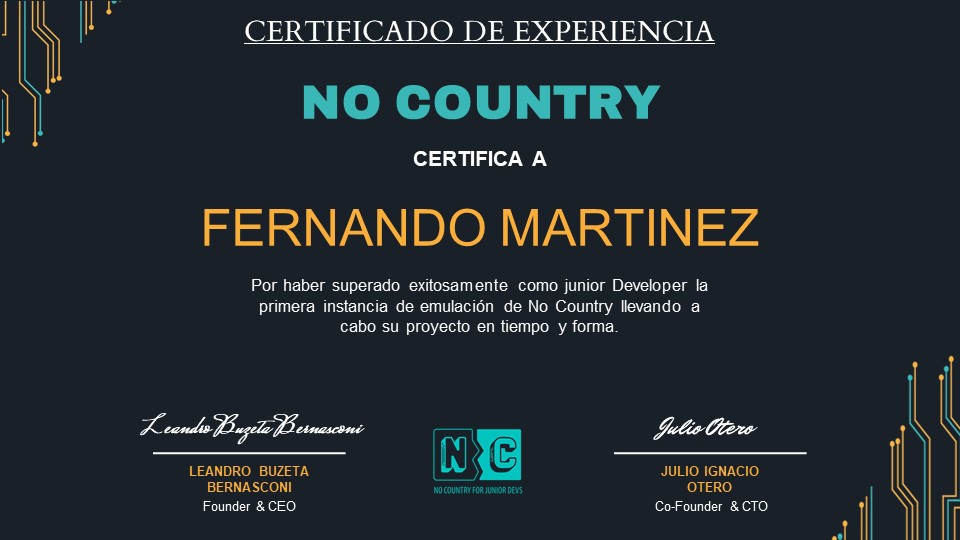 CERTIFICADO DE EXPERIENCIA
NO COUNTRY
CERTIFICA A
FERNANDO MARTINEZ
Por haber superado exitosamente como junior Developer la
primera instancia de emulación de No Country llevando a
cabo su proyecto en tiempo y forma.
Leandro Buzeta Bernasconi
Julio Otero
LEANDRO BUZETA
BERNASCONI
Founder & CEO
NC
NO COUNTRY FOR JUNIOR DEVS
JULIO IGNACIO
OTERO
Co-Founder & CTO